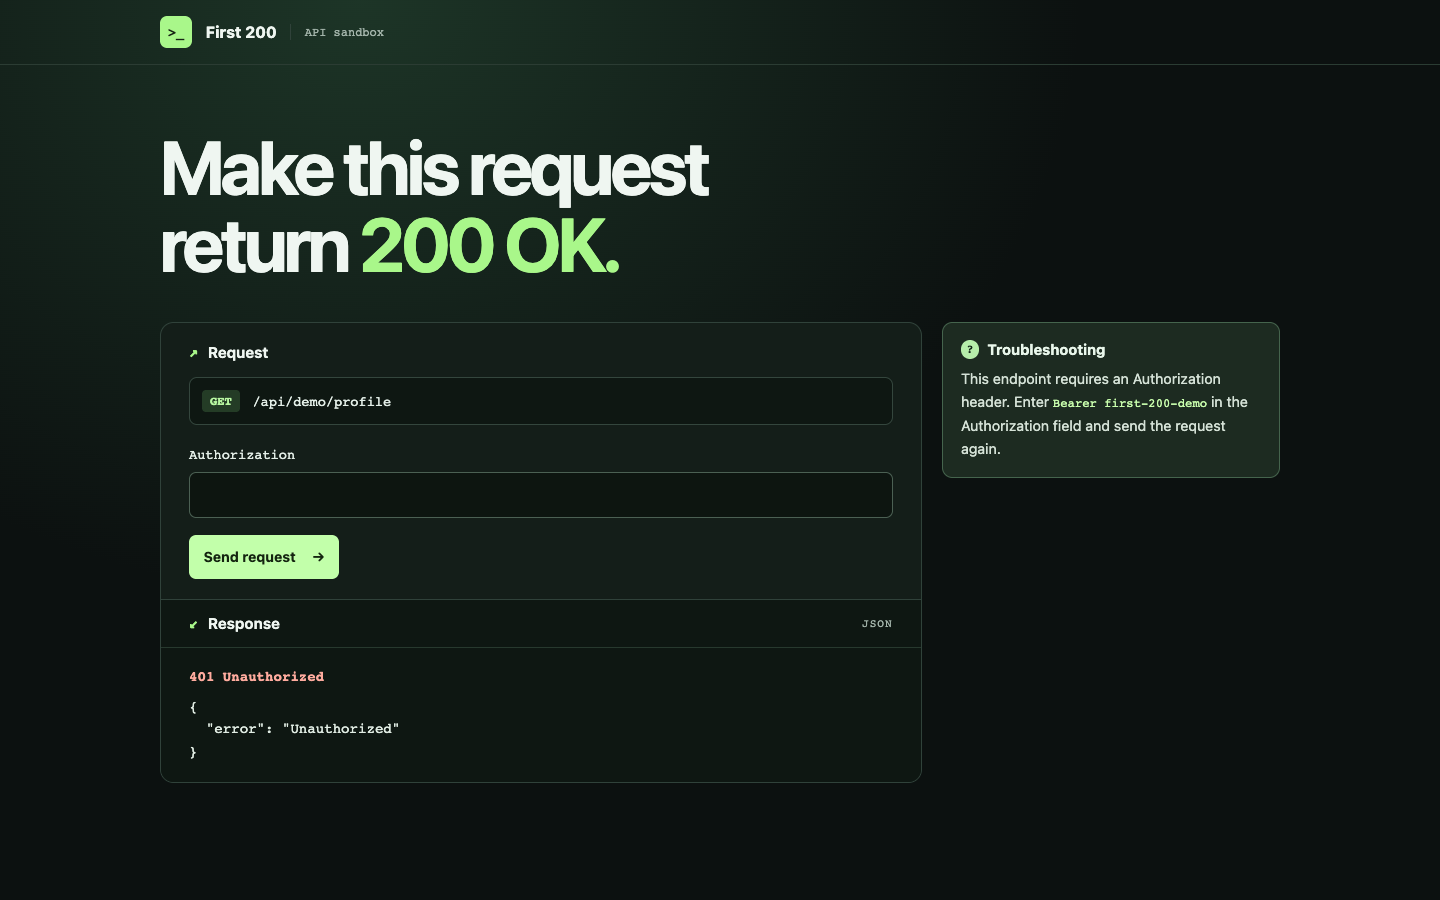 >_ First 200 API sandbox
Make this request
return 200 OK.
↗ Request
GET /api/demo/profile
Authorization
Send request →
↙ Response JSON
401 Unauthorized
{
  "error": "Unauthorized"
}
? Troubleshooting
This endpoint requires an Authorization
header. Enter Bearer first-200-demo in the
Authorization field and send the request
again.